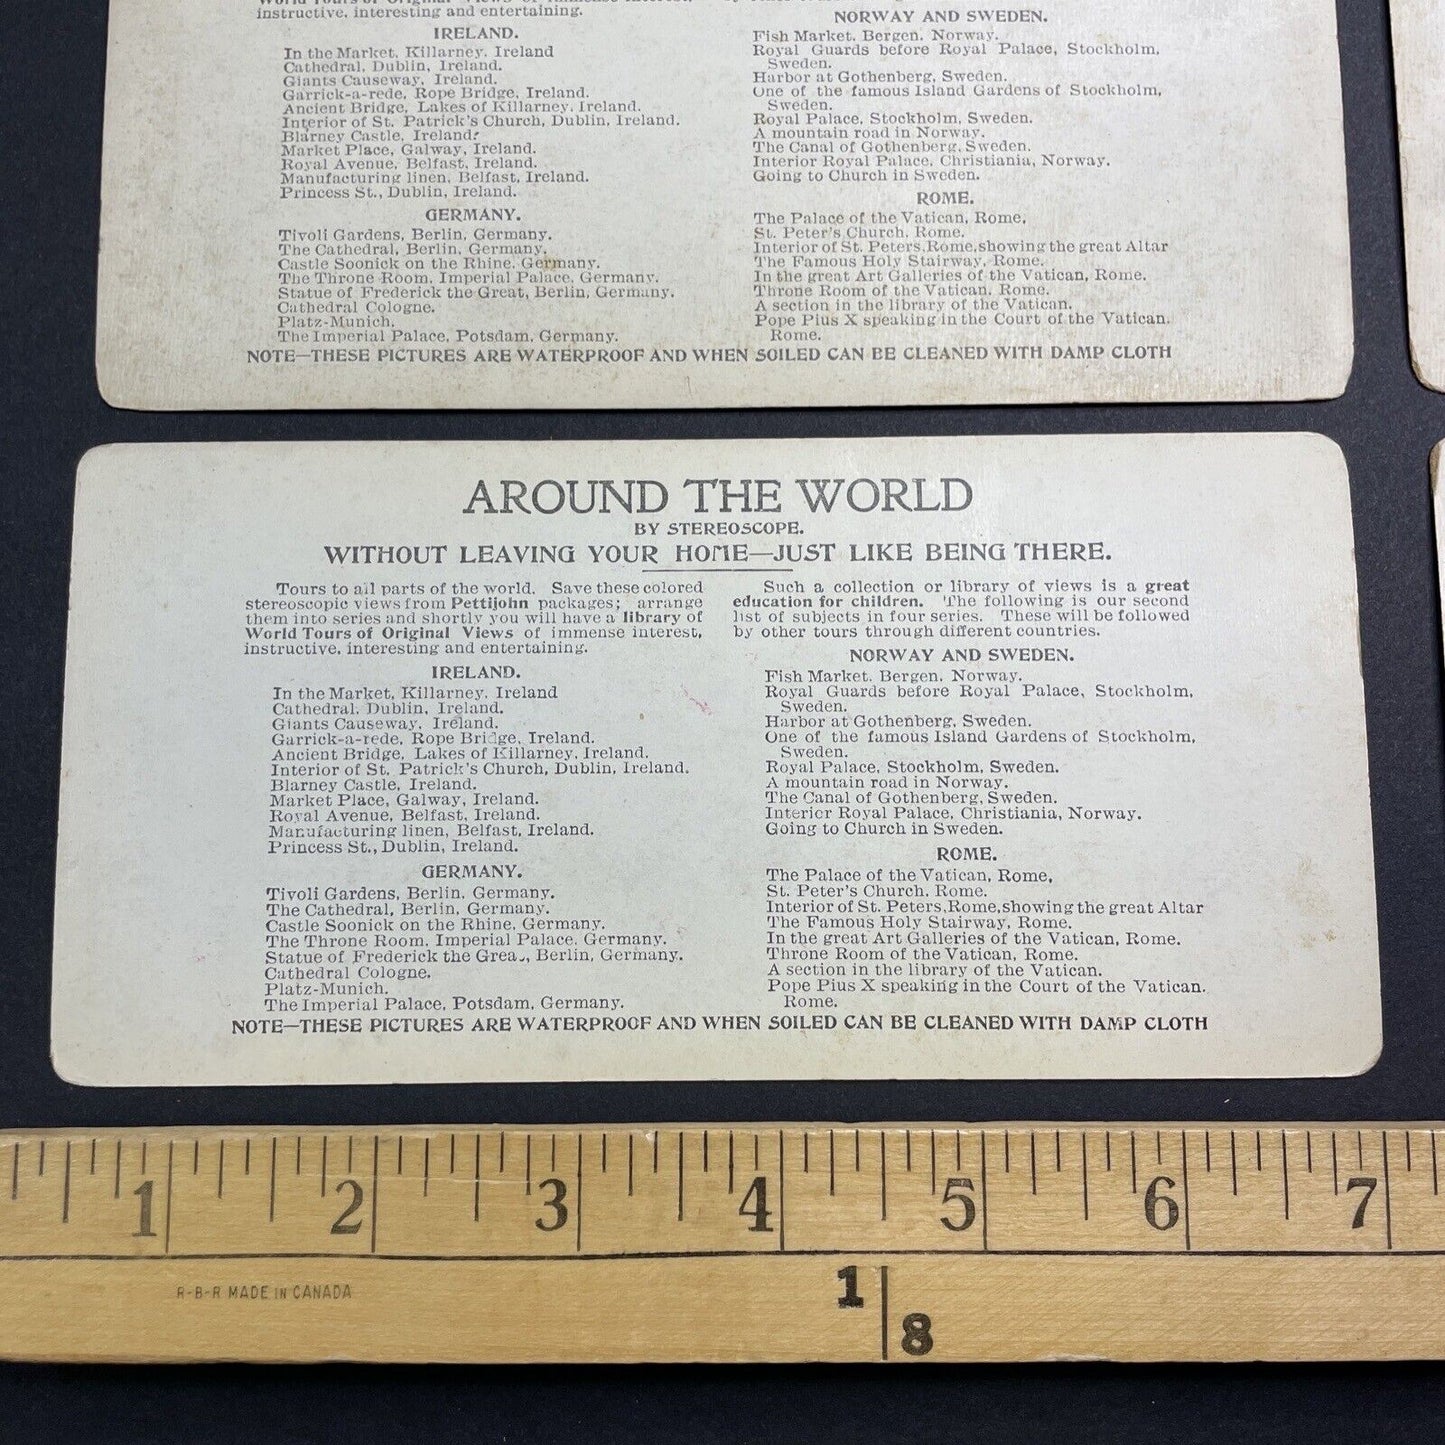 instructive, interesting and entertaining.
IRELAND.
In the Market, Killarney. Ireland
Cathedral, Dublin, Ireland.
Giants Causeway, Ireland.
Garrick-a-rede, Rope Bridge, Ireland.
Ancient Bridge, Lakes of Killarney, Ireland.
Interior of St. Patrick's Church, Dublin, Ireland.
Blarney Castle, Ireland.
Market Place, Galway, Ireland.
Royal Avenue, Belfast, Ireland.
Manufacturing linen, Belfast, Ireland.
Princess St., Dublin, Ireland.
GERMANY.
Tivoli Gardens, Berlin, Germany.
The Cathedral, Berlin, Germany.
Castle Soonick on the Rhine, Germany.
The Throne Room, Imperial Palace, Germany.
Statue of Frederick the Great, Berlin, Germany.
Cathedral Cologne.
Platz-Munich.
The Imperial Palace, Potsdam, Germany.
NORWAY AND SWEDEN.
Fish Market, Bergen, Norway.
Royal Guards before Royal Palace, Stockholm,
Sweden.
Harbor at Gothenberg, Sweden.
One of the famous Island Gardens of Stockholm,
Sweden.
Royal Palace, Stockholm, Sweden.
A mountain road in Norway.
The Canal of Gothenberg, Sweden.
Interior Royal Palace, Christiania, Norway.
Going to Church in Sweden.
ROME.
The Palace of the Vatican, Rome,
St. Peter's Church, Rome.
Interior of St. Peters,Rome,showing the great Altar
The Famous Holy Stairway, Rome.
In the great Art Galleries of the Vatican, Rome.
Throne Room of the Vatican, Rome.
A section in the library of the Vatican.
Pope Pius X speaking in the Court of the Vatican,
Rome.
NOTE—THESE PICTURES ARE WATERPROOF AND WHEN SOILED CAN BE CLEANED WITH DAMP CLOTH
AROUND THE WORLD
BY STEREOSCOPE.
WITHOUT LEAVING YOUR HOME—JUST LIKE BEING THERE.
Tours to all parts of the world. Save these colored
stereoscopic views from Pettijohn packages; arrange
them into series and shortly you will have a library of
World Tours of Original Views of immense interest,
instructive, interesting and entertaining.
IRELAND.
In the Market, Killarney. Ireland
Cathedral, Dublin, Ireland.
Giants Causeway, Ireland.
Garrick-a-rede, Rope Bridge, Ireland.
Ancient Bridge, Lakes of Killarney, Ireland.
Interior of St. Patrick's Church, Dublin, Ireland.
Blarney Castle, Ireland.
Market Place, Galway, Ireland.
Royal Avenue, Belfast, Ireland.
Manufacturing linen, Belfast, Ireland.
Princess St., Dublin, Ireland.
GERMANY.
Tivoli Gardens, Berlin, Germany.
The Cathedral, Berlin, Germany.
Castle Soonick on the Rhine, Germany.
The Throne Room, Imperial Palace, Germany.
Statue of Frederick the Great, Berlin, Germany.
Cathedral Cologne.
Platz-Munich.
The Imperial Palace, Potsdam, Germany.
Such a collection or library of views is a great
education for children. The following is our second
list of subjects in four series. These will be followed
by other tours through different countries.
NORWAY AND SWEDEN.
Fish Market, Bergen, Norway.
Royal Guards before Royal Palace, Stockholm,
Sweden.
Harbor at Gothenberg, Sweden.
One of the famous Island Gardens of Stockholm,
Sweden.
Royal Palace, Stockholm, Sweden.
A mountain road in Norway.
The Canal of Gothenberg, Sweden.
Interior Royal Palace, Christiania, Norway.
Going to Church in Sweden.
ROME.
The Palace of the Vatican, Rome,
St. Peter's Church, Rome.
Interior of St. Peters,Rome,showing the great Altar
The Famous Holy Stairway, Rome.
In the great Art Galleries of the Vatican, Rome.
Throne Room of the Vatican, Rome.
A section in the library of the Vatican.
Pope Pius X speaking in the Court of the Vatican,
Rome.
NOTE—THESE PICTURES ARE WATERPROOF AND WHEN SOILED CAN BE CLEANED WITH DAMP CLOTH
1 2 3 4 5 6 7
R-B-R MADE IN CANADA
1 8